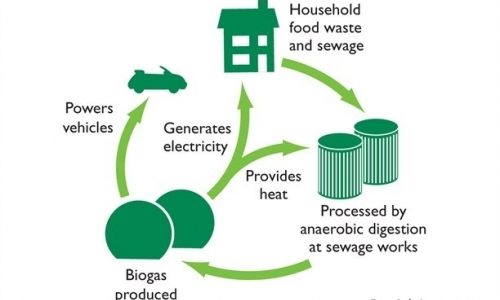 Household
food waste
and sewage
Powers
vehicles
Generates
electricity
Provides
heat
Processed by
anaerobic digestion
at sewage works
Biogas
produced